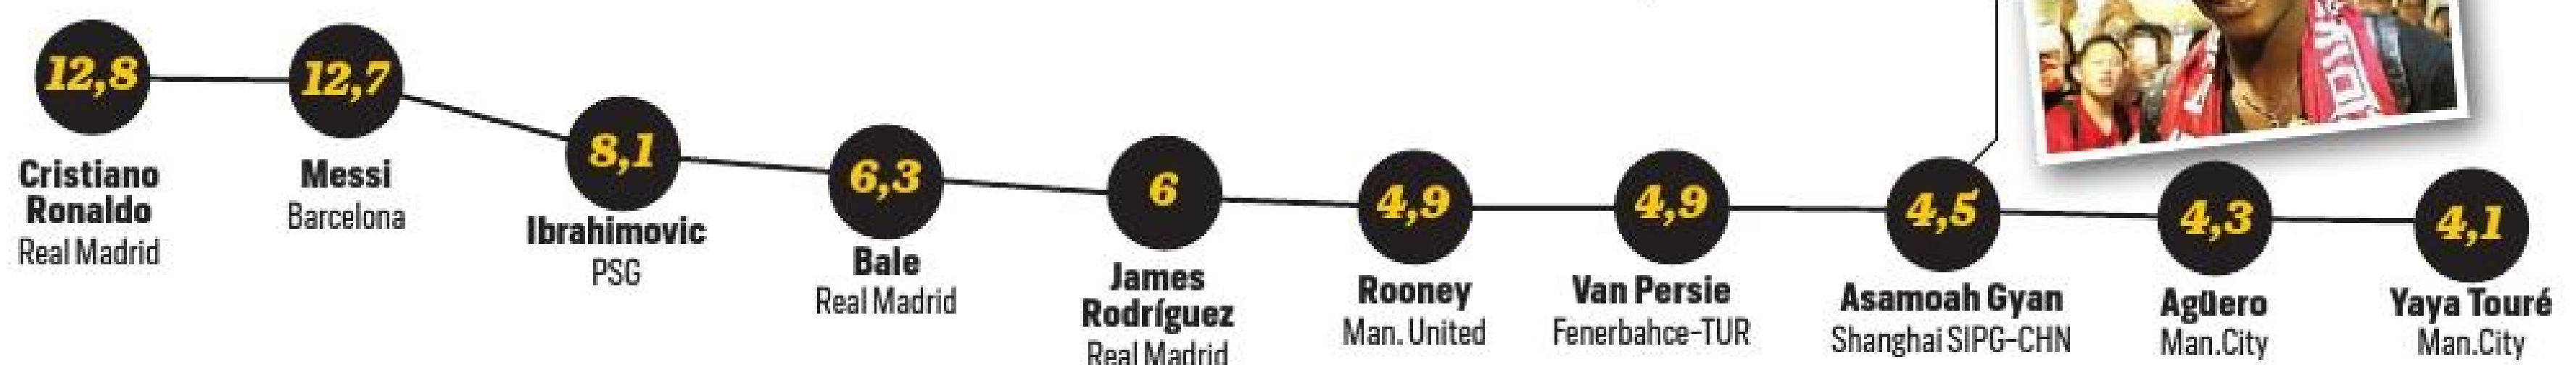 12,8
Cristiano
Ronaldo
Real Madrid
12,7
Messi
Barcelona
8,1
Ibrahimovic
PSG
6,3
Bale
Real Madrid
6
James
Rodríguez
Real Madrid
4,9
Rooney
Man. United
4,9
Van Persie
Fenerbahce-TUR
4,5
Asamoah Gyan
Shanghai SIPG-CHN
4,3
Agüero
Man.City
4,1
Yaya Touré
Man.City